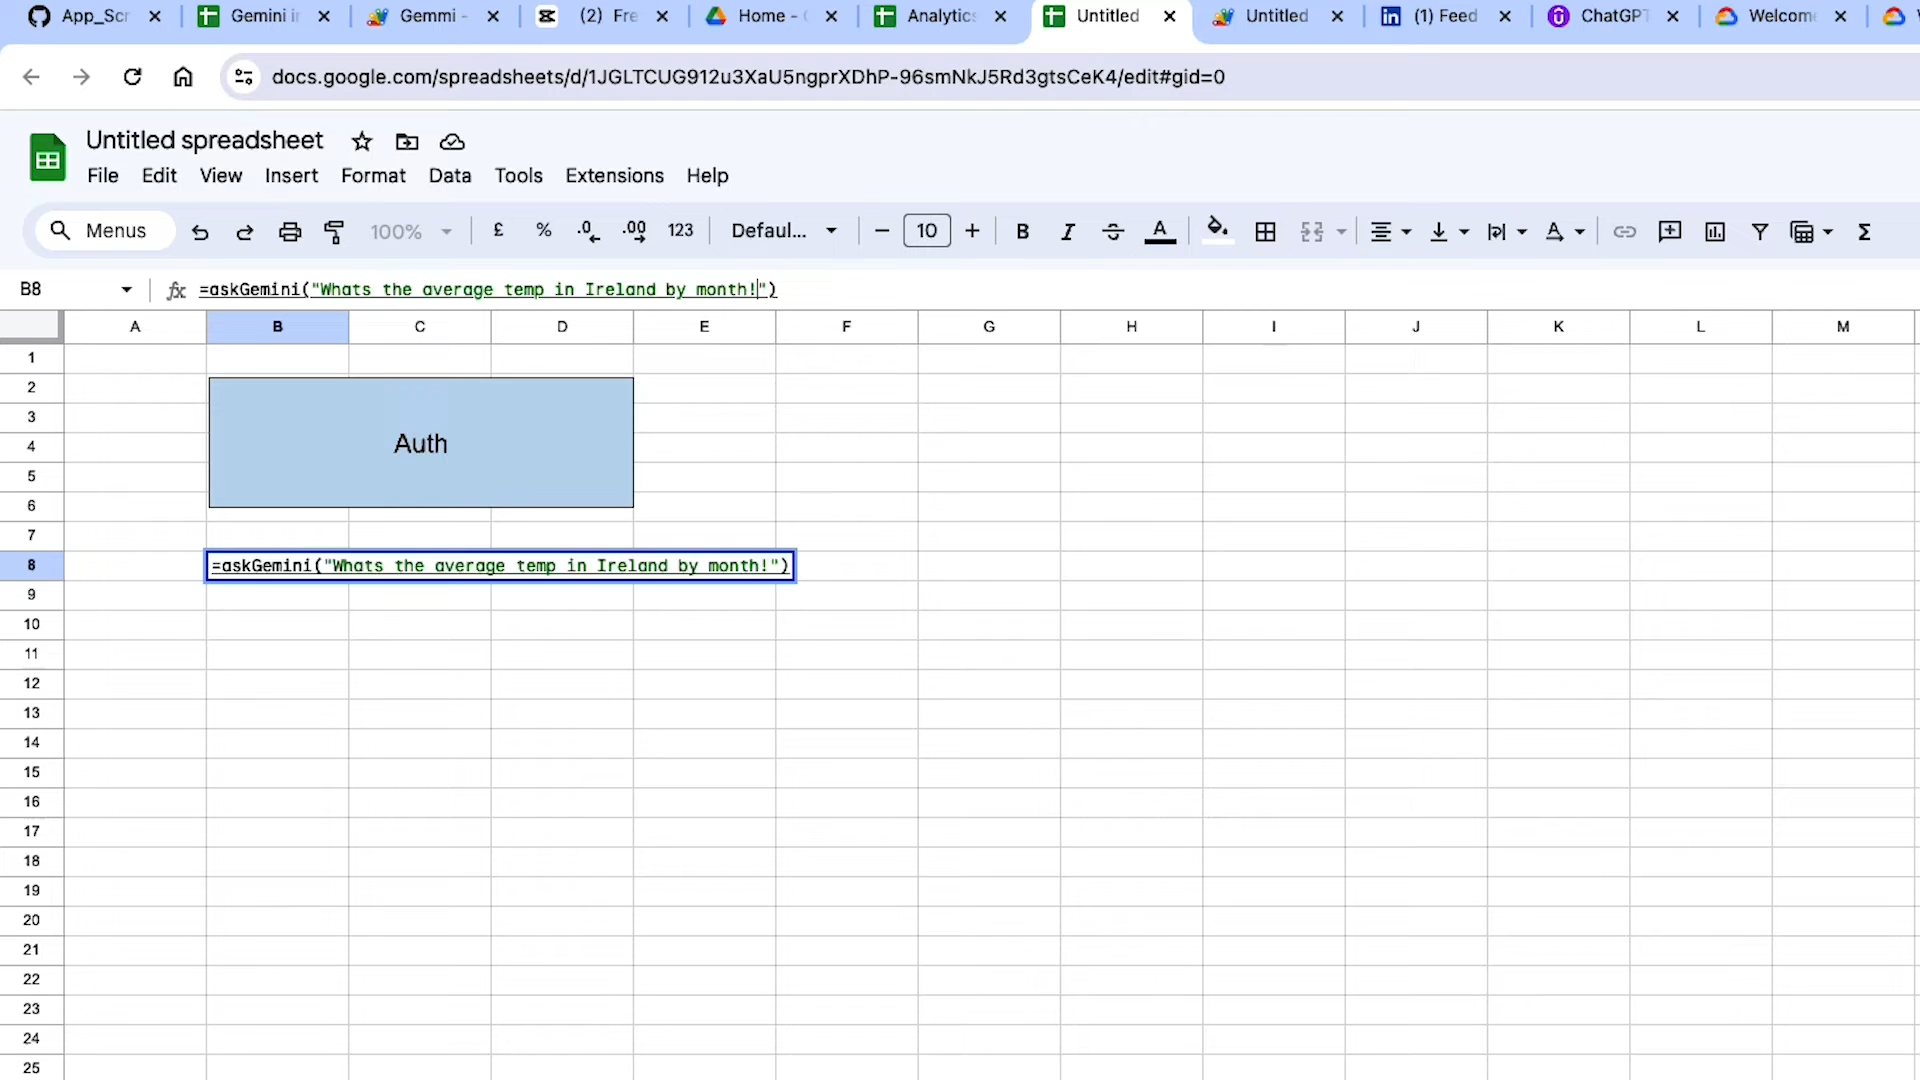 App_Scr
Gemini in
Gemmi -
(2) Fre
Home -
Analytics
Untitled
Untitled
(1) Feed
ChatGPT
Welcome
docs.google.com/spreadsheets/d/1JGLTCUG912u3XaU5ngprXDhP-96smNkJ5Rd3gtsCeK4/edit#gid=0
Untitled spreadsheet
File Edit View Insert Format Data Tools Extensions Help
Menus 100% £ % .0 .00 123 Defaul... 10 B I A Σ
B8 fx =askGemini("Whats the average temp in Ireland by month!")
A B C D E F G H I J K L M
1
2
3
Auth
4
5
6
7
8 =askGemini("Whats the average temp in Ireland by month!")
9
10
11
12
13
14
15
16
17
18
19
20
21
22
23
24
25